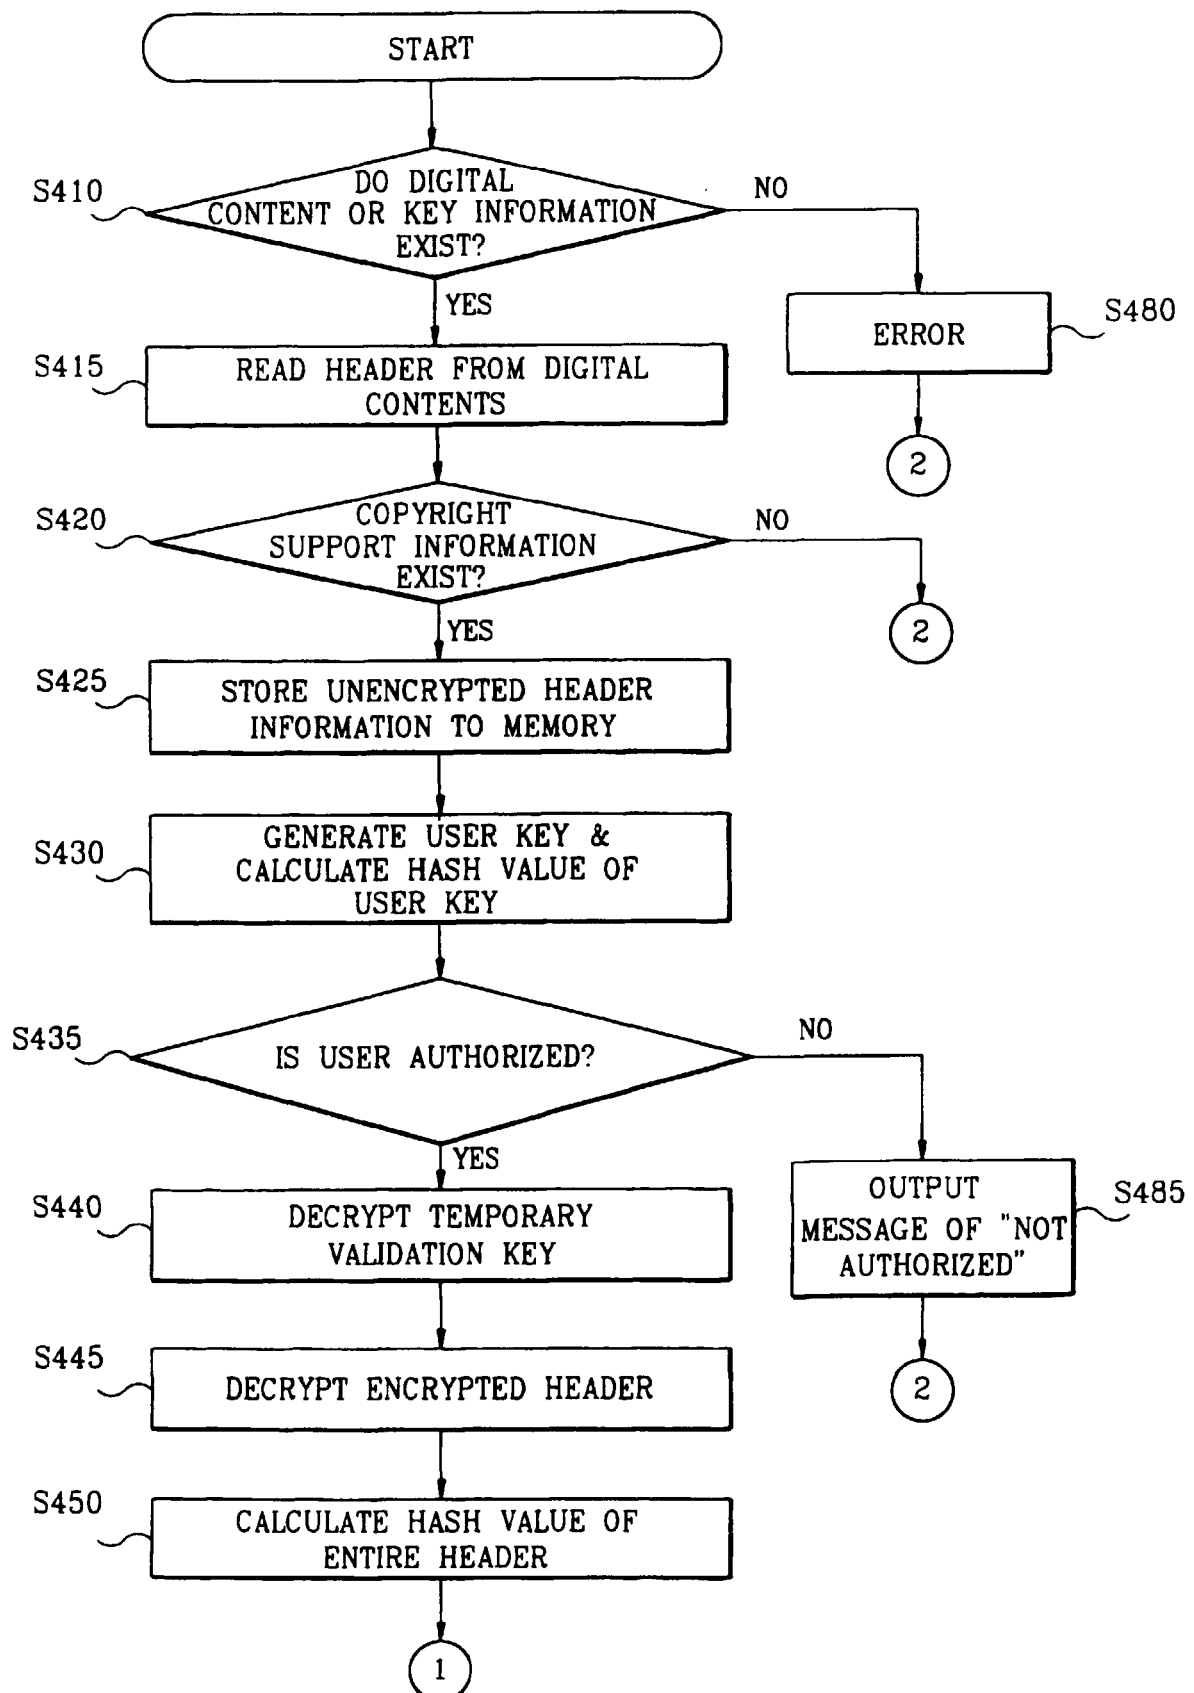 START
S410
DO DIGITAL
CONTENT OR KEY INFORMATION
EXIST?
NO
YES
S480
ERROR
2
S415
READ HEADER FROM DIGITAL
CONTENTS
S420
COPYRIGHT
SUPPORT INFORMATION
EXIST?
NO
2
YES
S425
STORE UNENCRYPTED HEADER
INFORMATION TO MEMORY
S430
GENERATE USER KEY &
CALCULATE HASH VALUE OF
USER KEY
S435
IS USER AUTHORIZED?
NO
YES
S485
OUTPUT
MESSAGE OF "NOT
AUTHORIZED"
2
S440
DECRYPT TEMPORARY
VALIDATION KEY
S445
DECRYPT ENCRYPTED HEADER
S450
CALCULATE HASH VALUE OF
ENTIRE HEADER
1